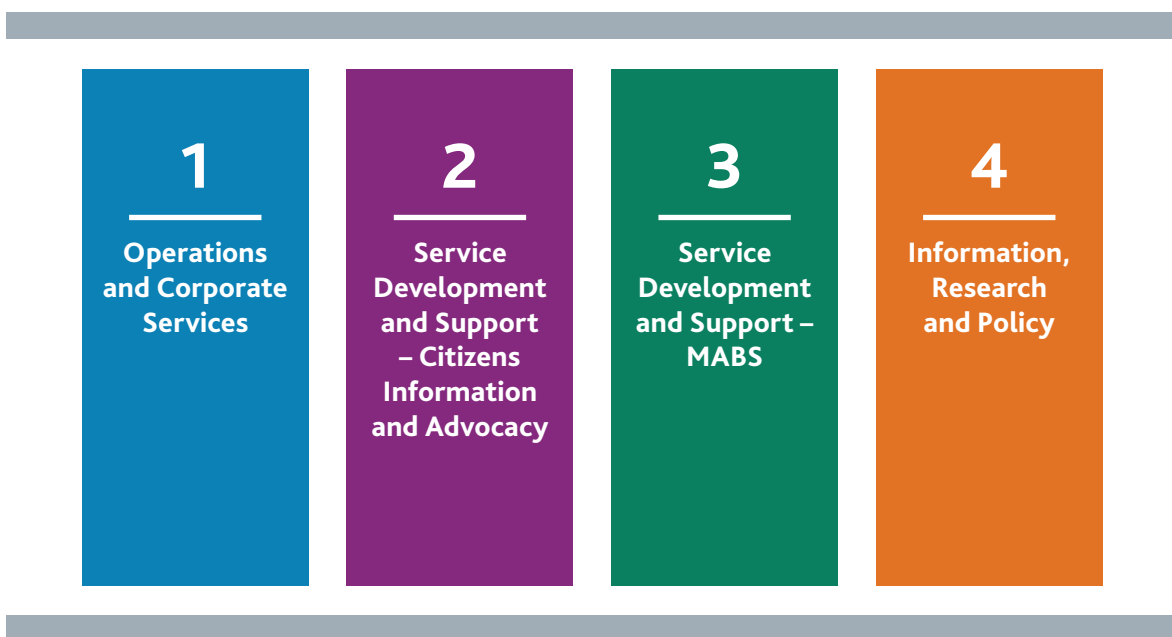 1
Operations
and Corporate
Services
2
Service
Development
and Support
– Citizens
Information
and Advocacy
3
Service
Development
and Support –
MABS
4
Information,
Research
and Policy